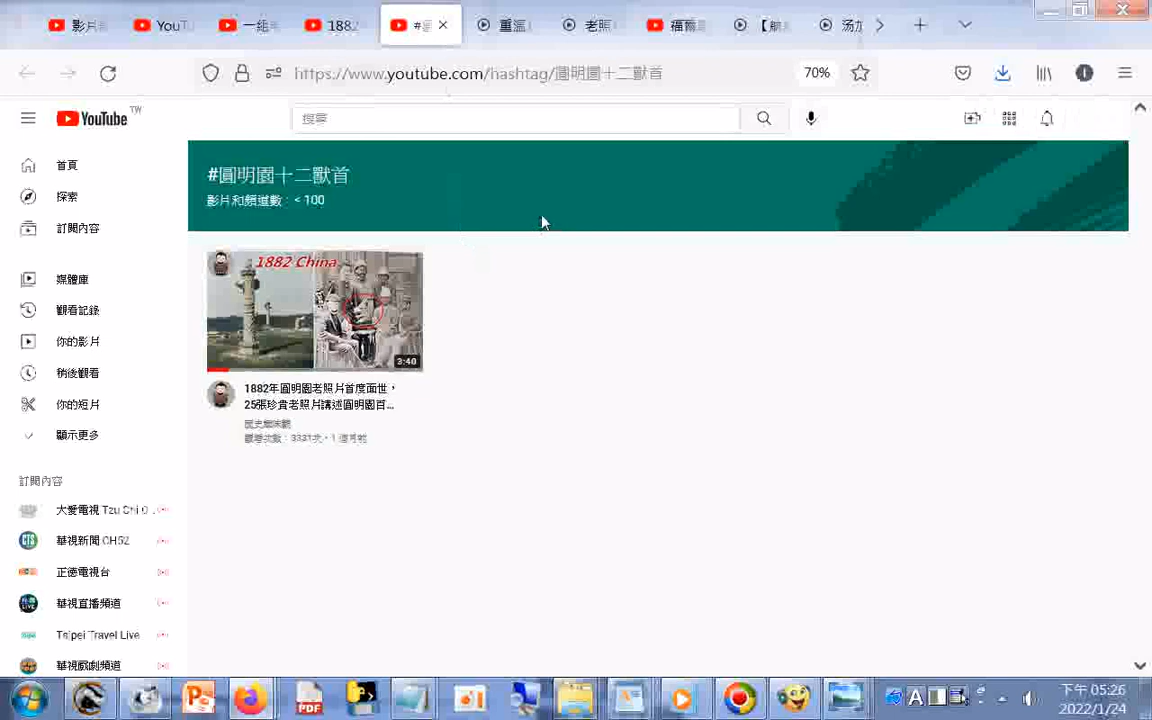 影片
YouTu
一組
1882
#圓
重溫
老照
福爾
【航
汤加
https://www.youtube.com/hashtag/圓明園十二獸首
70%
YouTube TW
搜尋
首頁
探索
訂閱內容
媒體庫
觀看記錄
你的影片
稍後觀看
你的短片
顯示更多
訂閱內容
大愛電視 Tzu Chi
華視新聞 CH52
正德電視台
華視直播頻道
Taipei Travel Live
華視戲劇頻道
#圓明園十二獸首
影片和頻道數：< 100
1882 China
3:40
1882年圓明園老照片首度面世，
25張珍貴老照片講述圓明園百...
觀看次數：3331次・1 個月前
下午 05:26
2022/1/24